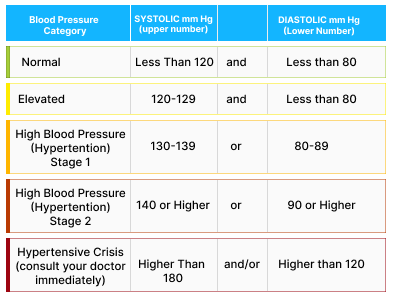 Blood Pressure SYSTOLIC mm Hg DIASTOLIC mm Hg
Category (upper number) (Lower Number)
Normal Less Than 120 and Less than 80
Elevated 120-129 and Less than 80
High Blood Pressure
(Hypertention) 130-139 or 80-89
Stage 1
High Blood Pressure
(Hypertention) 140 or Higher or 90 or Higher
Stage 2
Hypertensive Crisis
(consult your doctor Higher Than and/or Higher than 120
immediately) 180